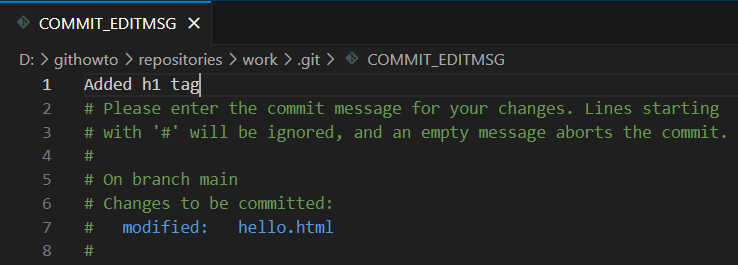 COMMIT_EDITMSG ×
D: > githowto > repositories > work > .git > COMMIT_EDITMSG
1 Added h1 tag
2 # Please enter the commit message for your changes. Lines starting
3 # with '#' will be ignored, and an empty message aborts the commit.
4 #
5 # On branch main
6 # Changes to be committed:
7 #   modified:   hello.html
8 #